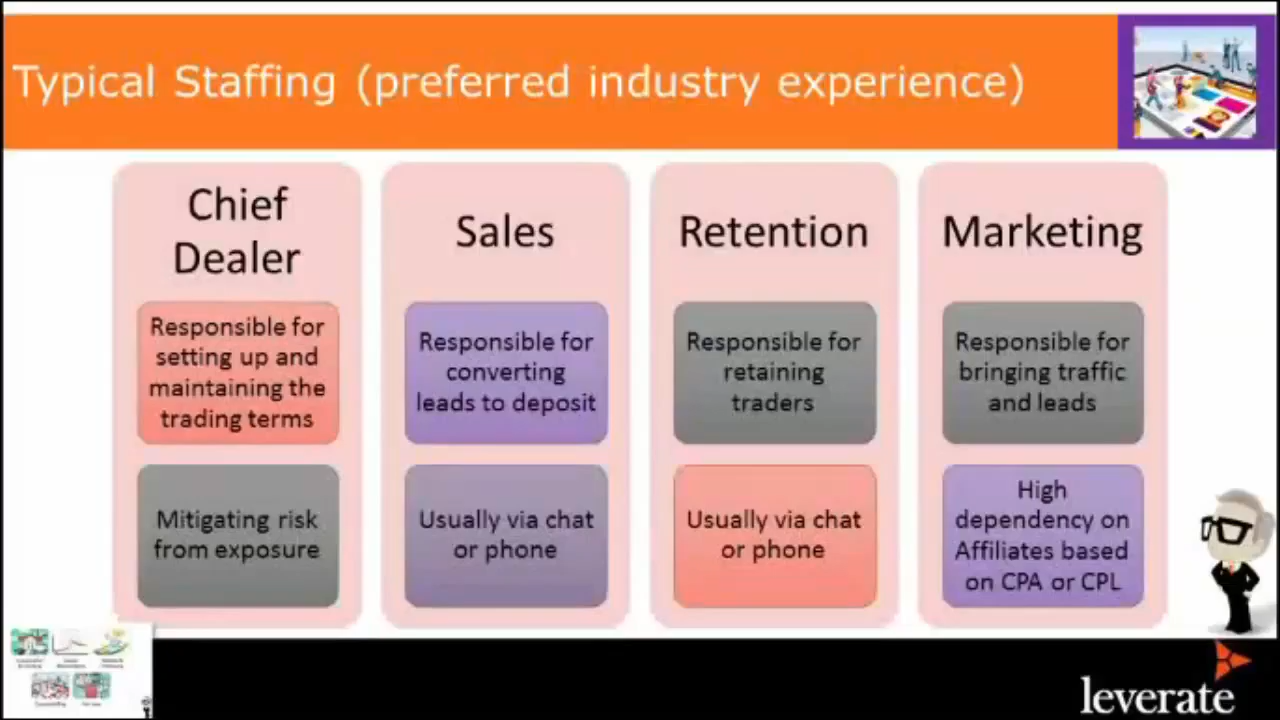 Typical Staffing (preferred industry experience)
Chief
Dealer
Responsible for
setting up and
maintaining the
trading terms
Mitigating risk
from exposure
Sales
Responsible for
converting
leads to deposit
Usually via chat
or phone
Retention
Responsible for
retaining
traders
Usually via chat
or phone
Marketing
Responsible for
bringing traffic
and leads
High
dependency on
Affiliates based
on CPA or CPL
leverate